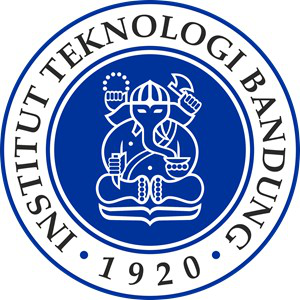 INSTITUT TEKNOLOGI BANDUNG
· 1920 ·